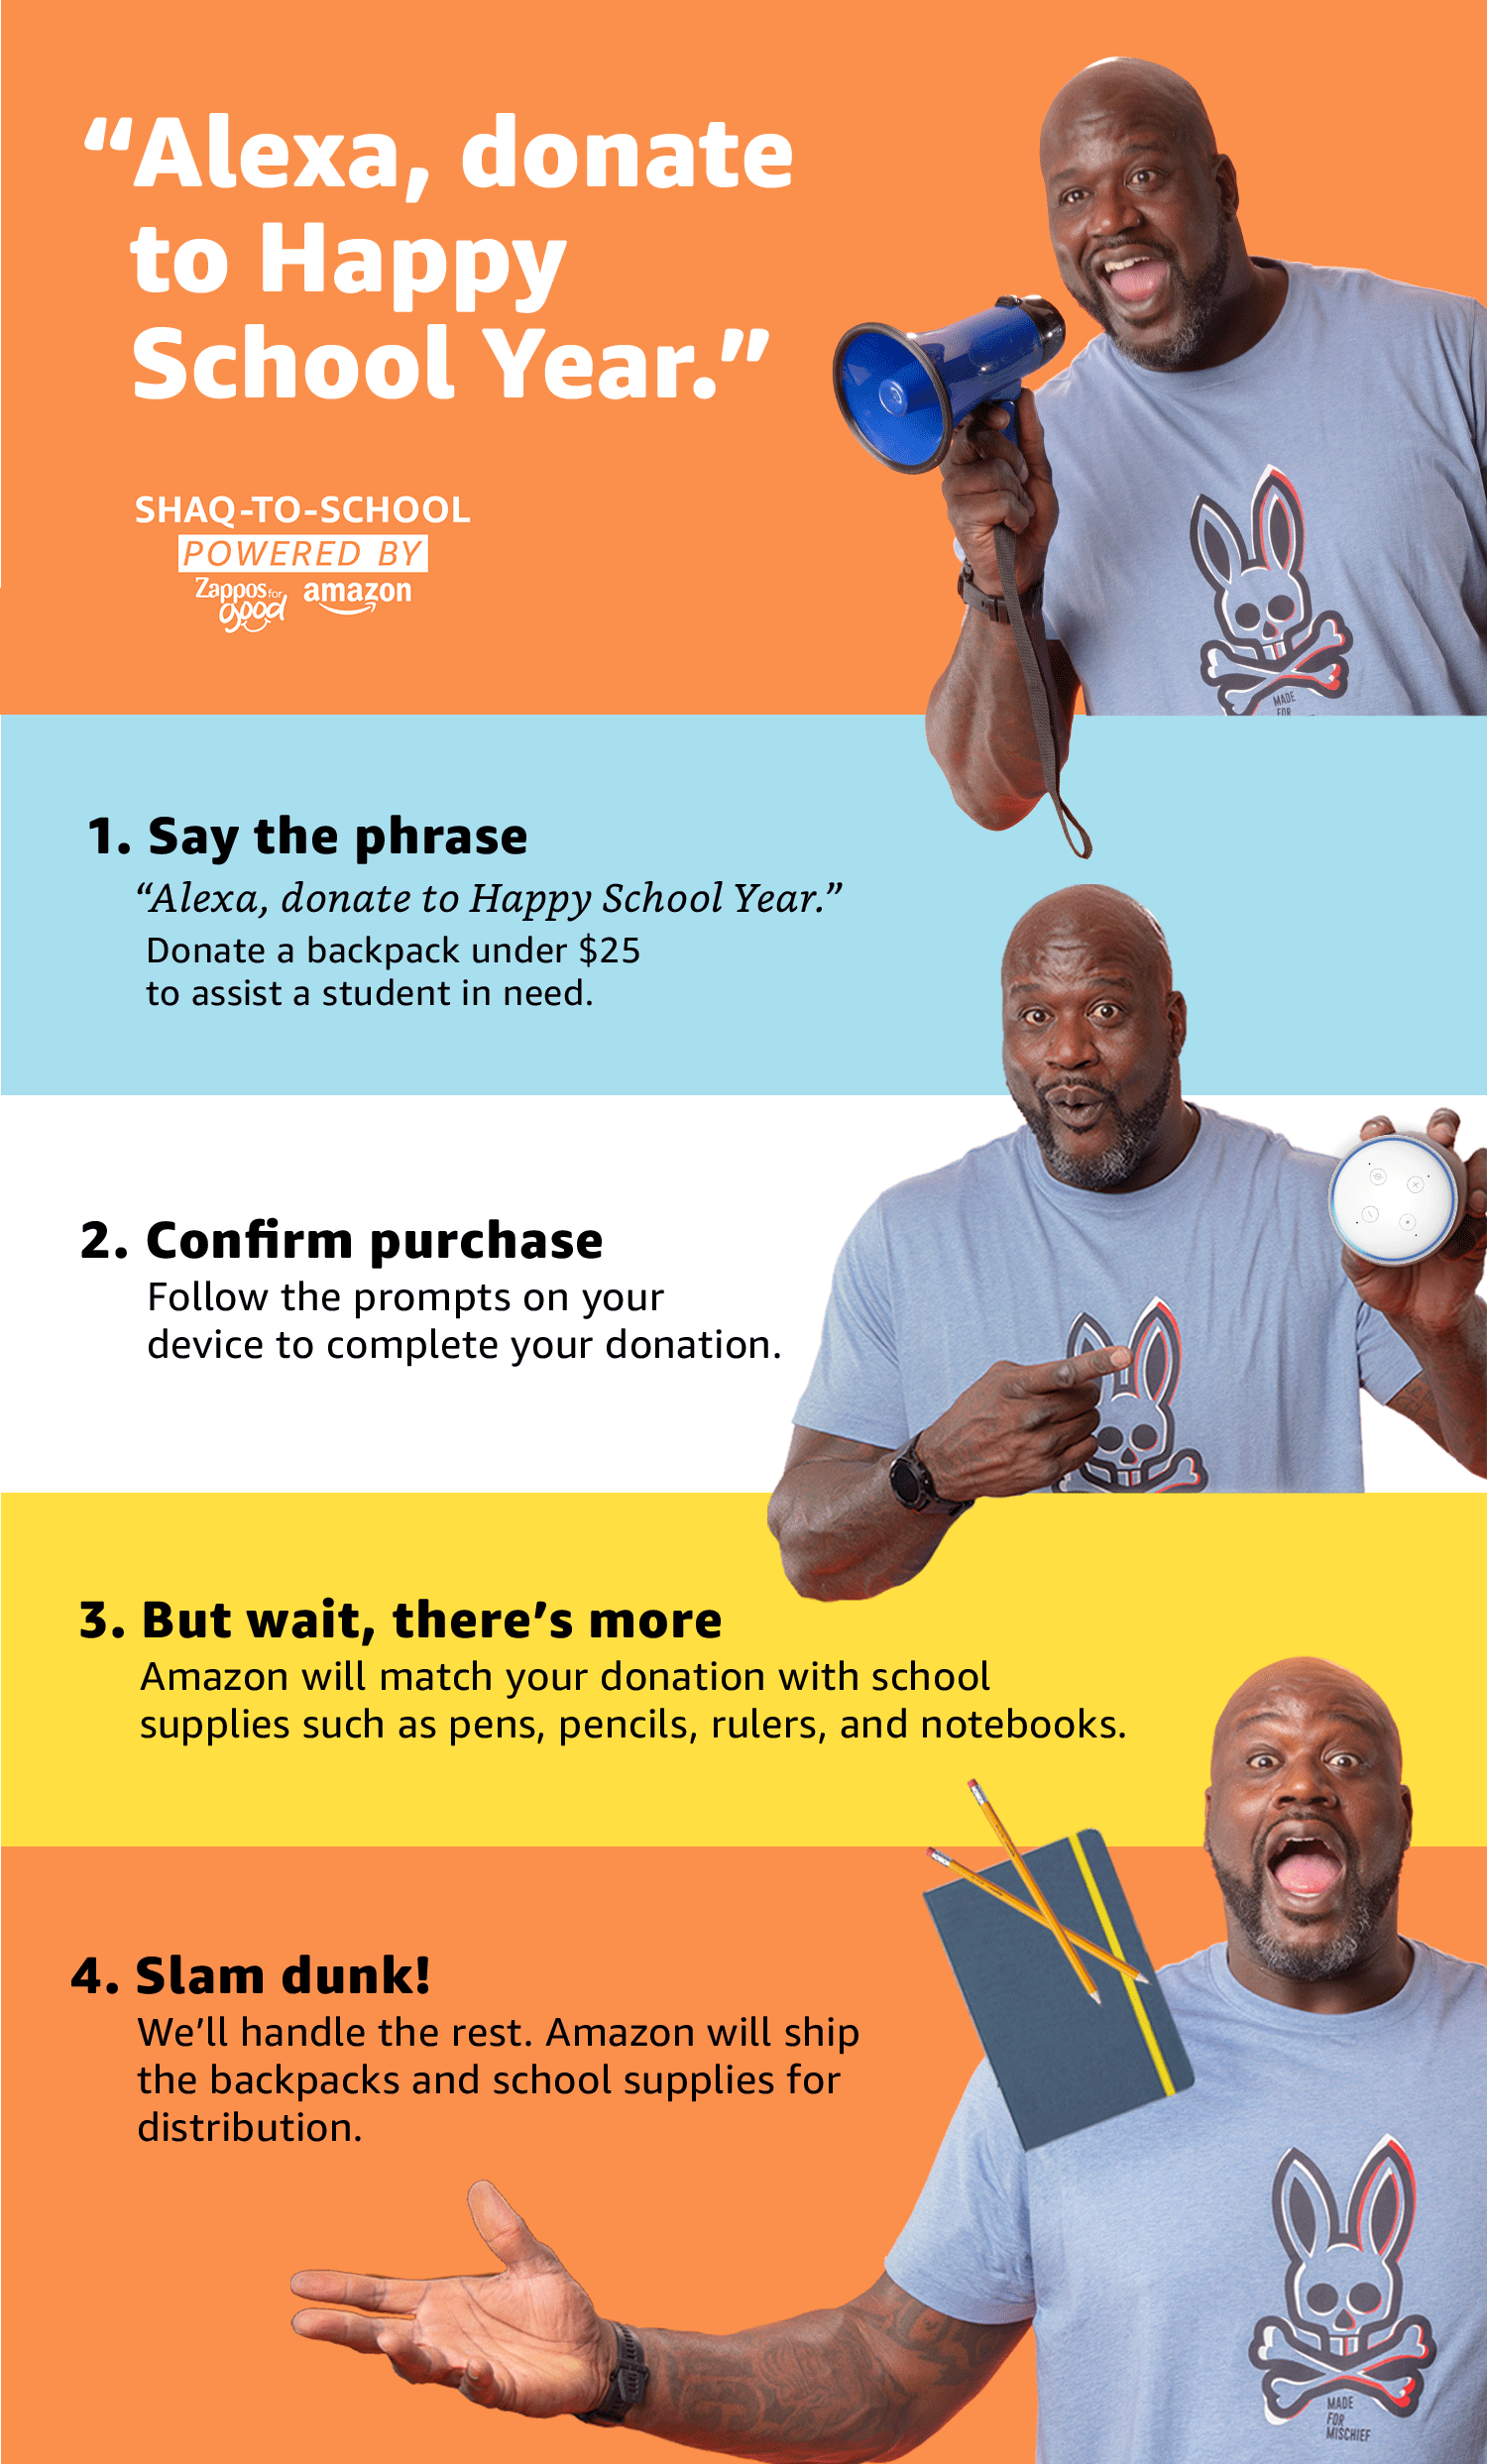 “Alexa, donate
to Happy
School Year.”
SHAQ-TO-SCHOOL
POWERED BY
Zappos for good amazon
MADE
FOR
1. Say the phrase
“Alexa, donate to Happy School Year.”
Donate a backpack under $25
to assist a student in need.
2. Confirm purchase
Follow the prompts on your
device to complete your donation.
3. But wait, there’s more
Amazon will match your donation with school
supplies such as pens, pencils, rulers, and notebooks.
4. Slam dunk!
We’ll handle the rest. Amazon will ship
the backpacks and school supplies for
distribution.
MADE
FOR
MISCHIEF